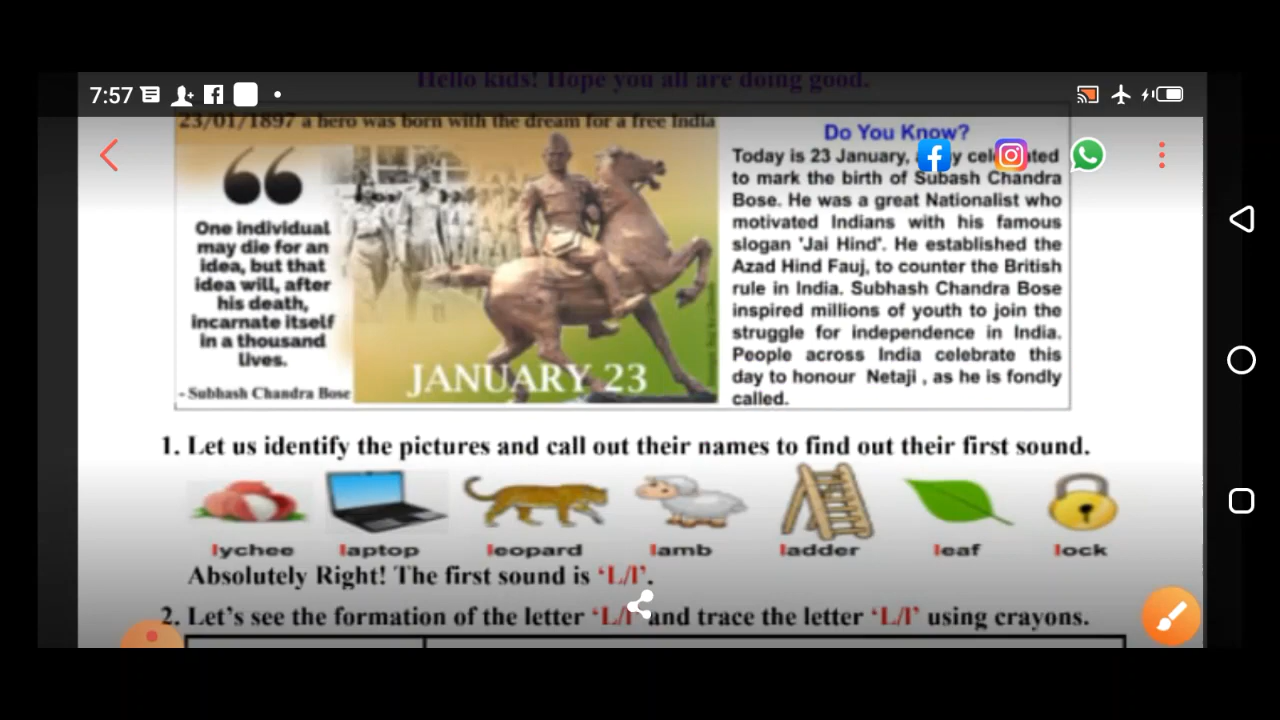 Hello kids! Hope you all are doing good.
7:57
23/01/1897 a hero was born with the dream for a free India
One individual
may die for an
idea, but that
idea will, after
his death,
incarnate itself
in a thousand
lives.
- Subhash Chandra Bose
JANUARY 23
Do You Know?
Today is 23 January,
to mark the birth of Subash Chandra
Bose. He was a great Nationalist who
motivated Indians with his famous
slogan 'Jai Hind'. He established the
Azad Hind Fauj, to counter the British
rule in India. Subhash Chandra Bose
inspired millions of youth to join the
struggle for independence in India.
People across India celebrate this
day to honour Netaji , as he is fondly
called.
1. Let us identify the pictures and call out their names to find out their first sound.
lychee laptop leopard lamb ladder leaf lock
Absolutely Right! The first sound is ‘L/l’.
2. Let’s see the formation of the letter ‘L/l’ and trace the letter ‘L/l’ using crayons.